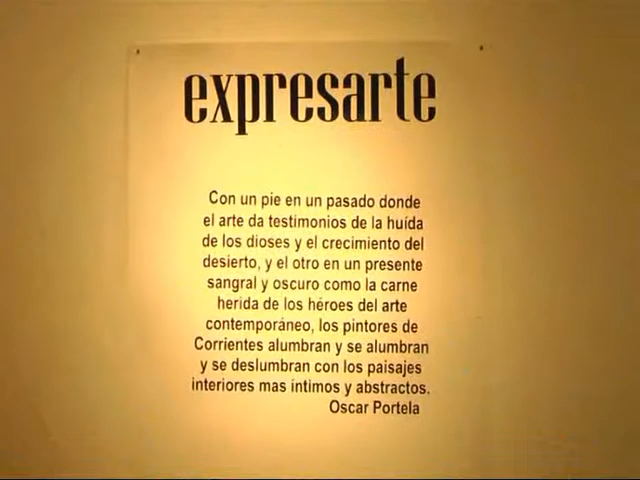 expresarte
Con un pie en un pasado donde
el arte da testimonios de la huída
de los dioses y el crecimiento del
desierto, y el otro en un presente
sangral y oscuro como la carne
herida de los héroes del arte
contemporáneo, los pintores de
Corrientes alumbran y se alumbran
y se deslumbran con los paisajes
interiores mas íntimos y abstractos.
Oscar Portela